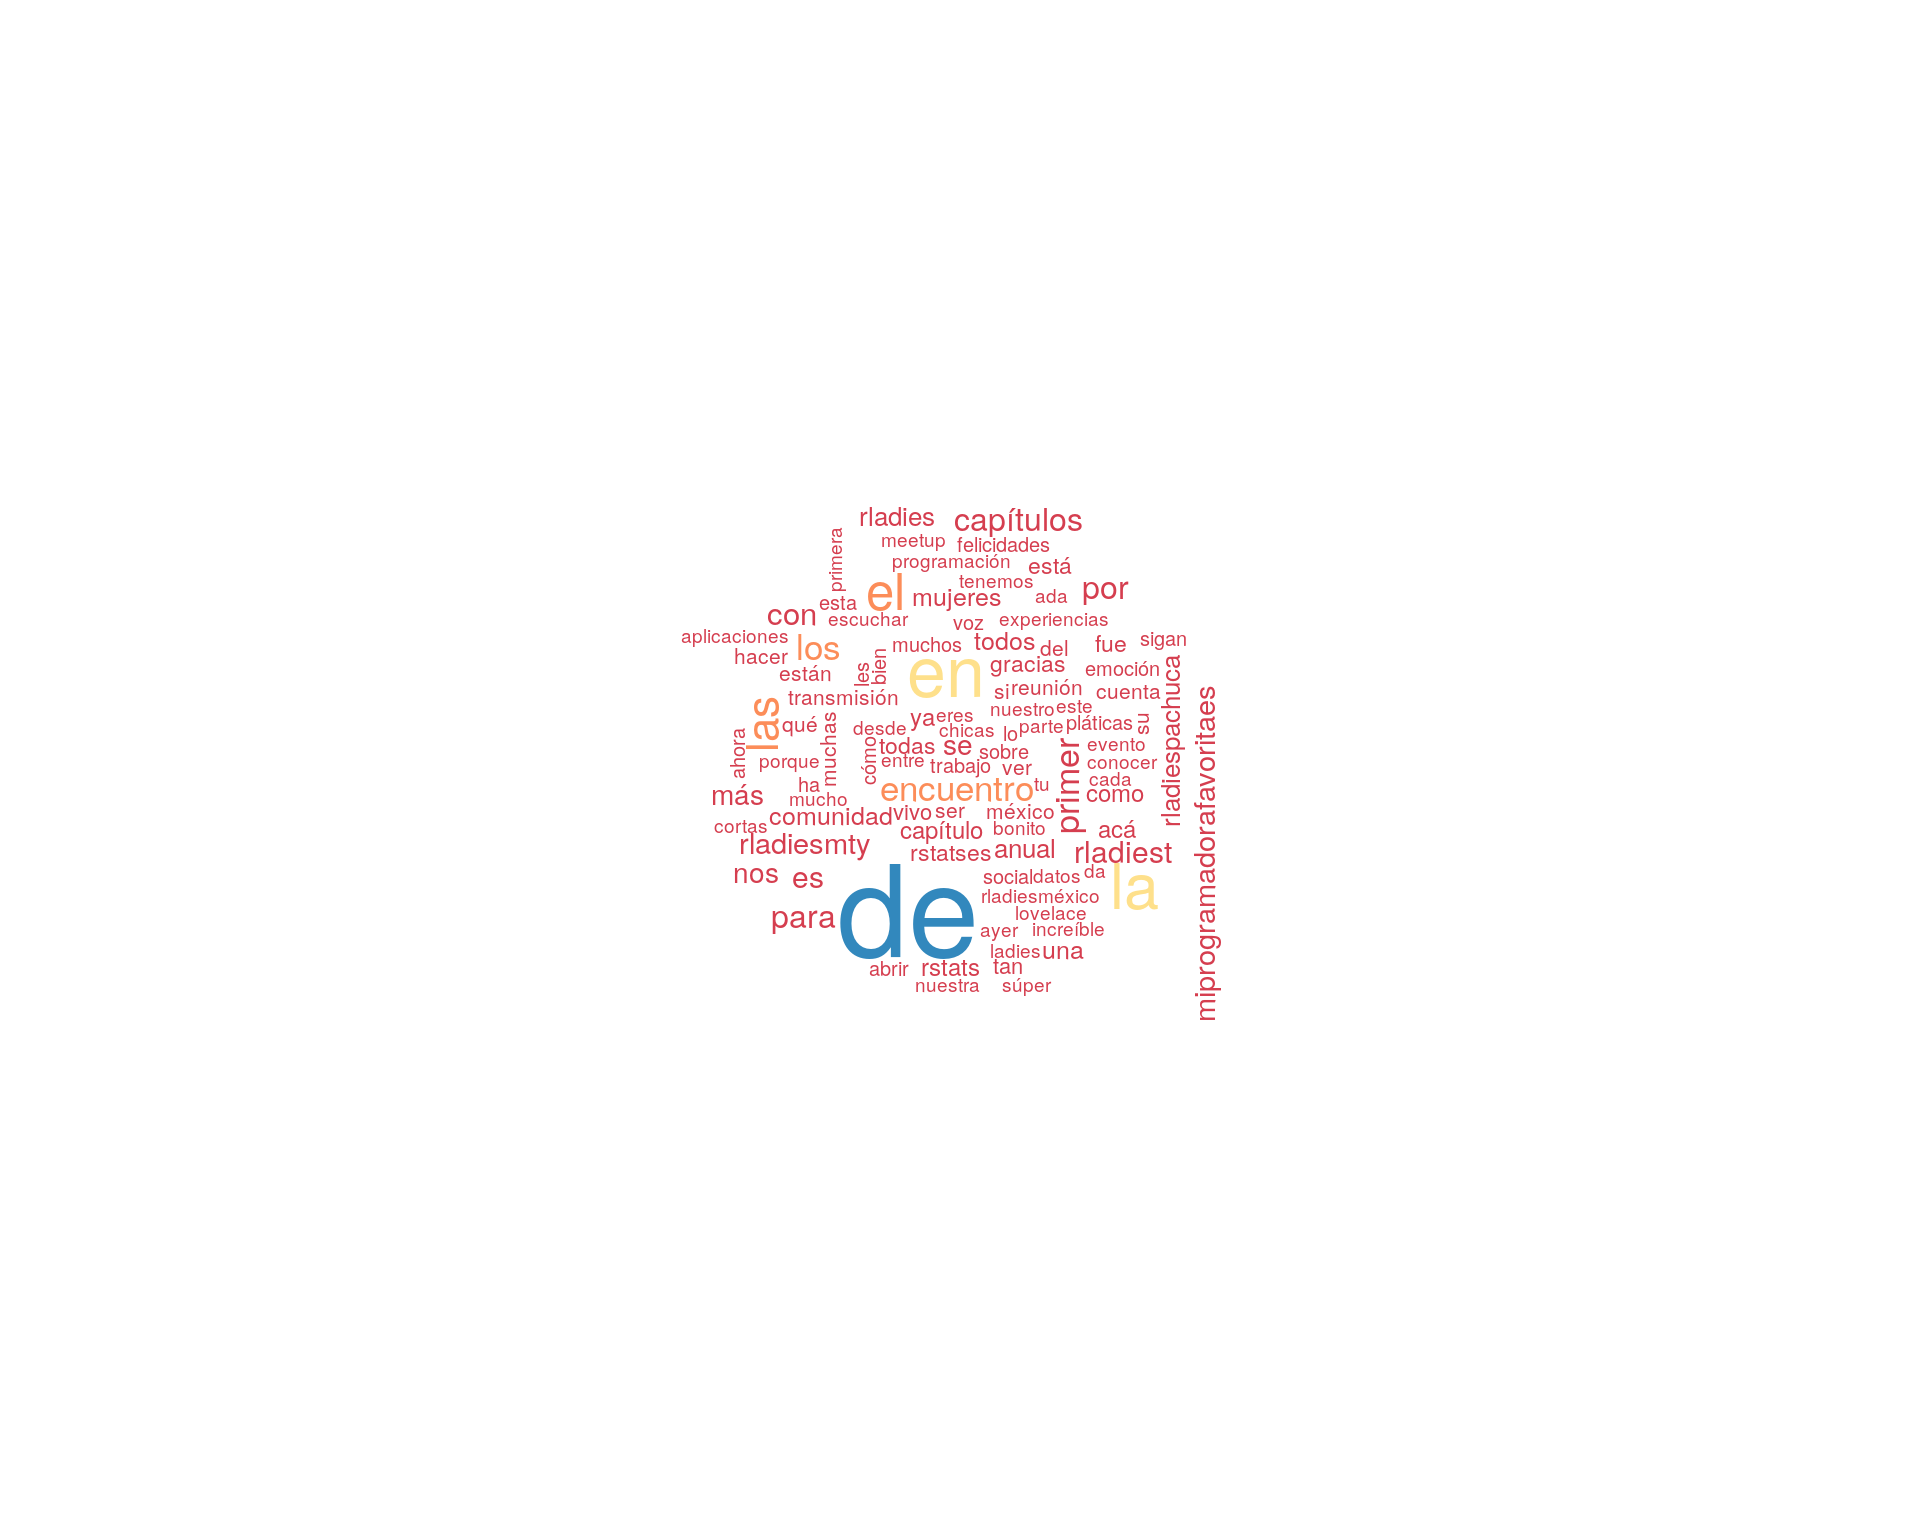 rladies
capítulos
meetup
felicidades
primera
programación
está
tenemos
el
mujeres
ada
por
esta
con
escuchar
voz
experiencias
aplicaciones
los
muchos
todos
del
fue
sigan
hacer
les
bien
en
gracias
emoción
rladiespachuca
están
transmisión
si
reunión
cuenta
miprogramadorafavoritaes
las
qué
muchas
ya
eres
nuestro
este
desde
chicas
lo
parte
pláticas
su
ahora
cómo
todas
se
sobre
primer
evento
porque
entre
trabajo
ver
conocer
ha
encuentro
tu
cada
más
mucho
como
comunidad
vivo
ser
méxico
cortas
capítulo
bonito
acá
rladiesmty
rstatses
anual
rladiest
nos
es
de
social
datos
da
la
rladiesméxico
para
lovelace
ayer
increíble
ladies
una
abrir
rstats
tan
nuestra
súper